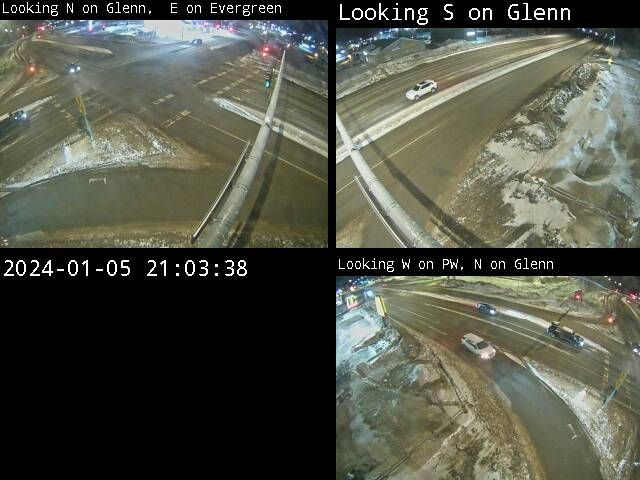 Looking N on Glenn,  E on Evergreen
Looking S on Glenn
2024-01-05 21:03:38
Looking W on PW, N on Glenn